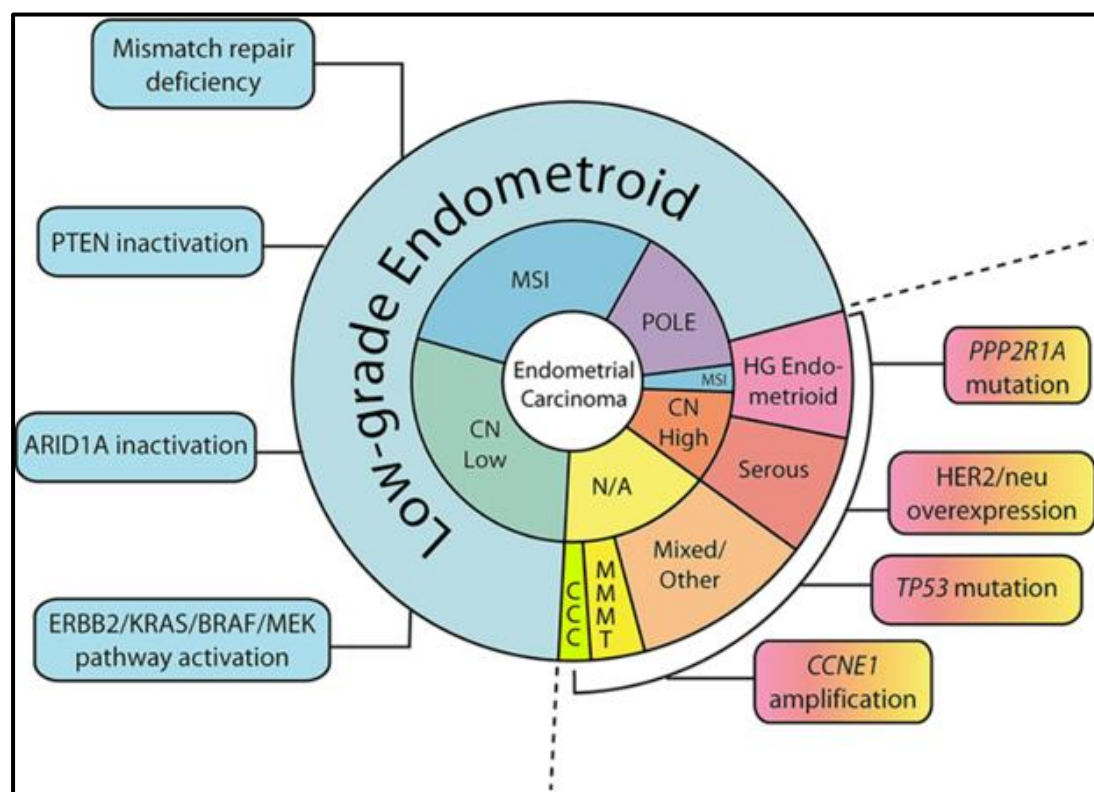 Mismatch repair
deficiency
PTEN inactivation
ARID1A inactivation
ERBB2/KRAS/BRAF/MEK
pathway activation
Low-grade Endometroid
MSI
POLE
MSI
CN
High
N/A
CN
Low
Endometrial
Carcinoma
HG Endo-
metrioid
Serous
Mixed/
Other
MMMT
CCC
PPP2R1A
mutation
HER2/neu
overexpression
TP53 mutation
CCNE1
amplification